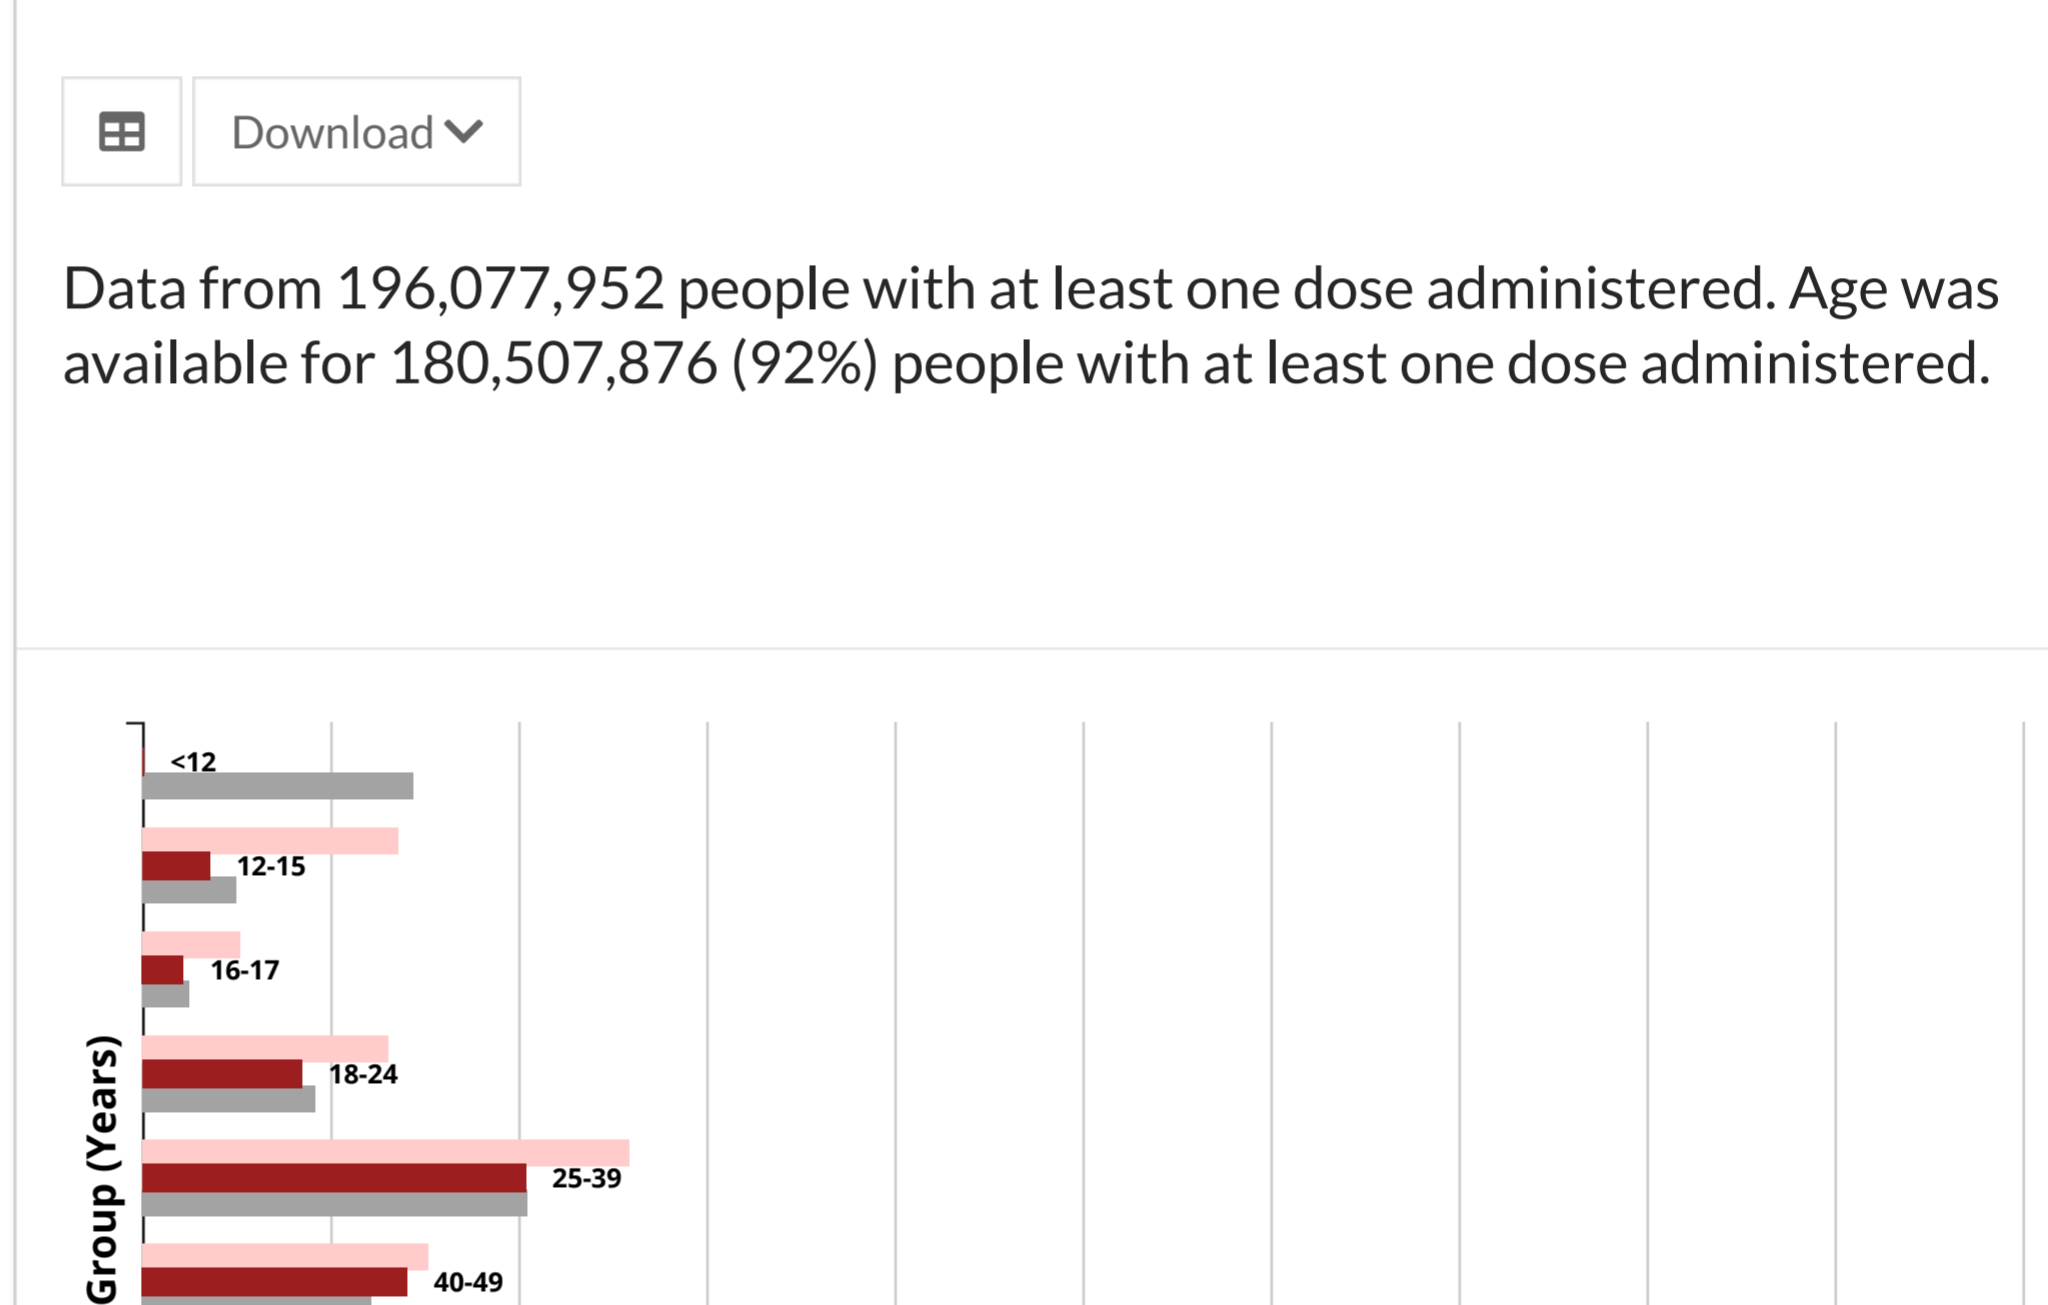 Download
Data from 196,077,952 people with at least one dose administered. Age was
available for 180,507,876 (92%) people with at least one dose administered.
<12
12-15
16-17
18-24
25-39
40-49
Group (Years)